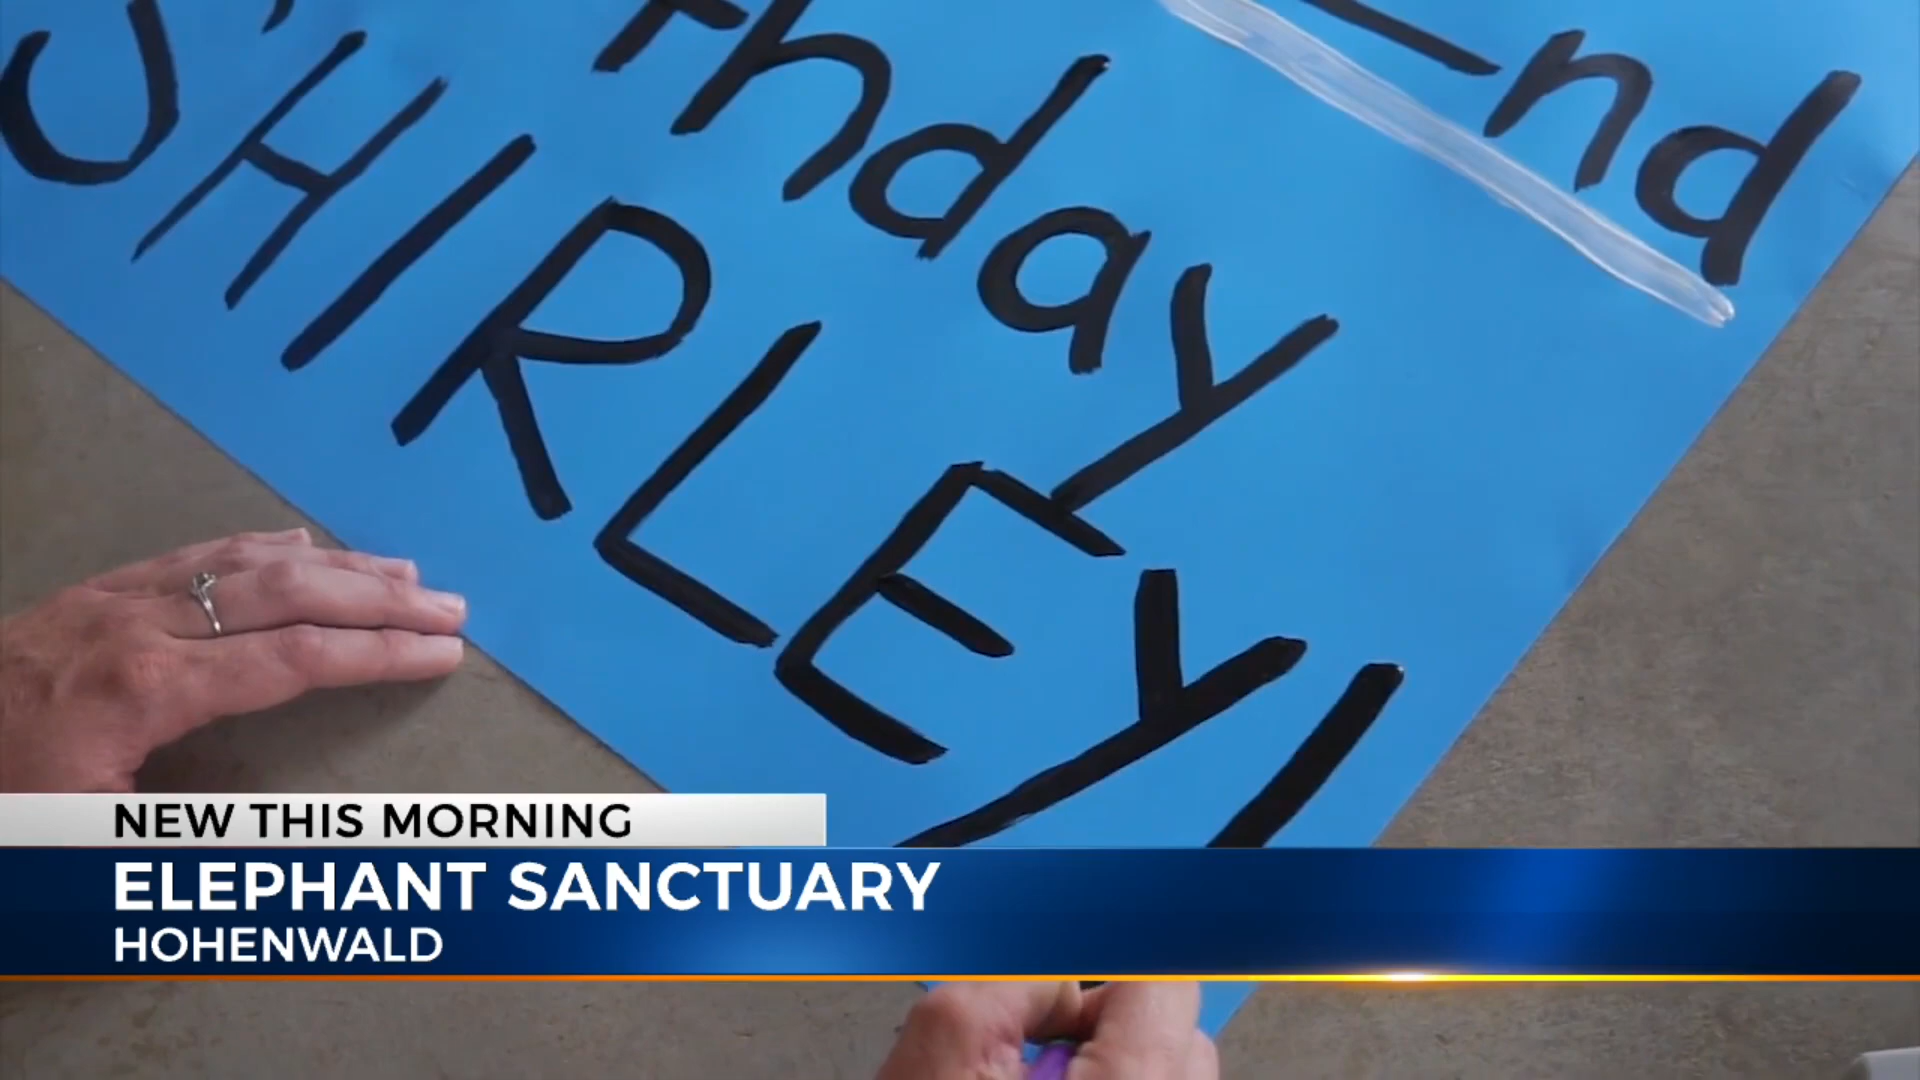 nd
thday
SHIRLEY!
NEW THIS MORNING
ELEPHANT SANCTUARY
HOHENWALD